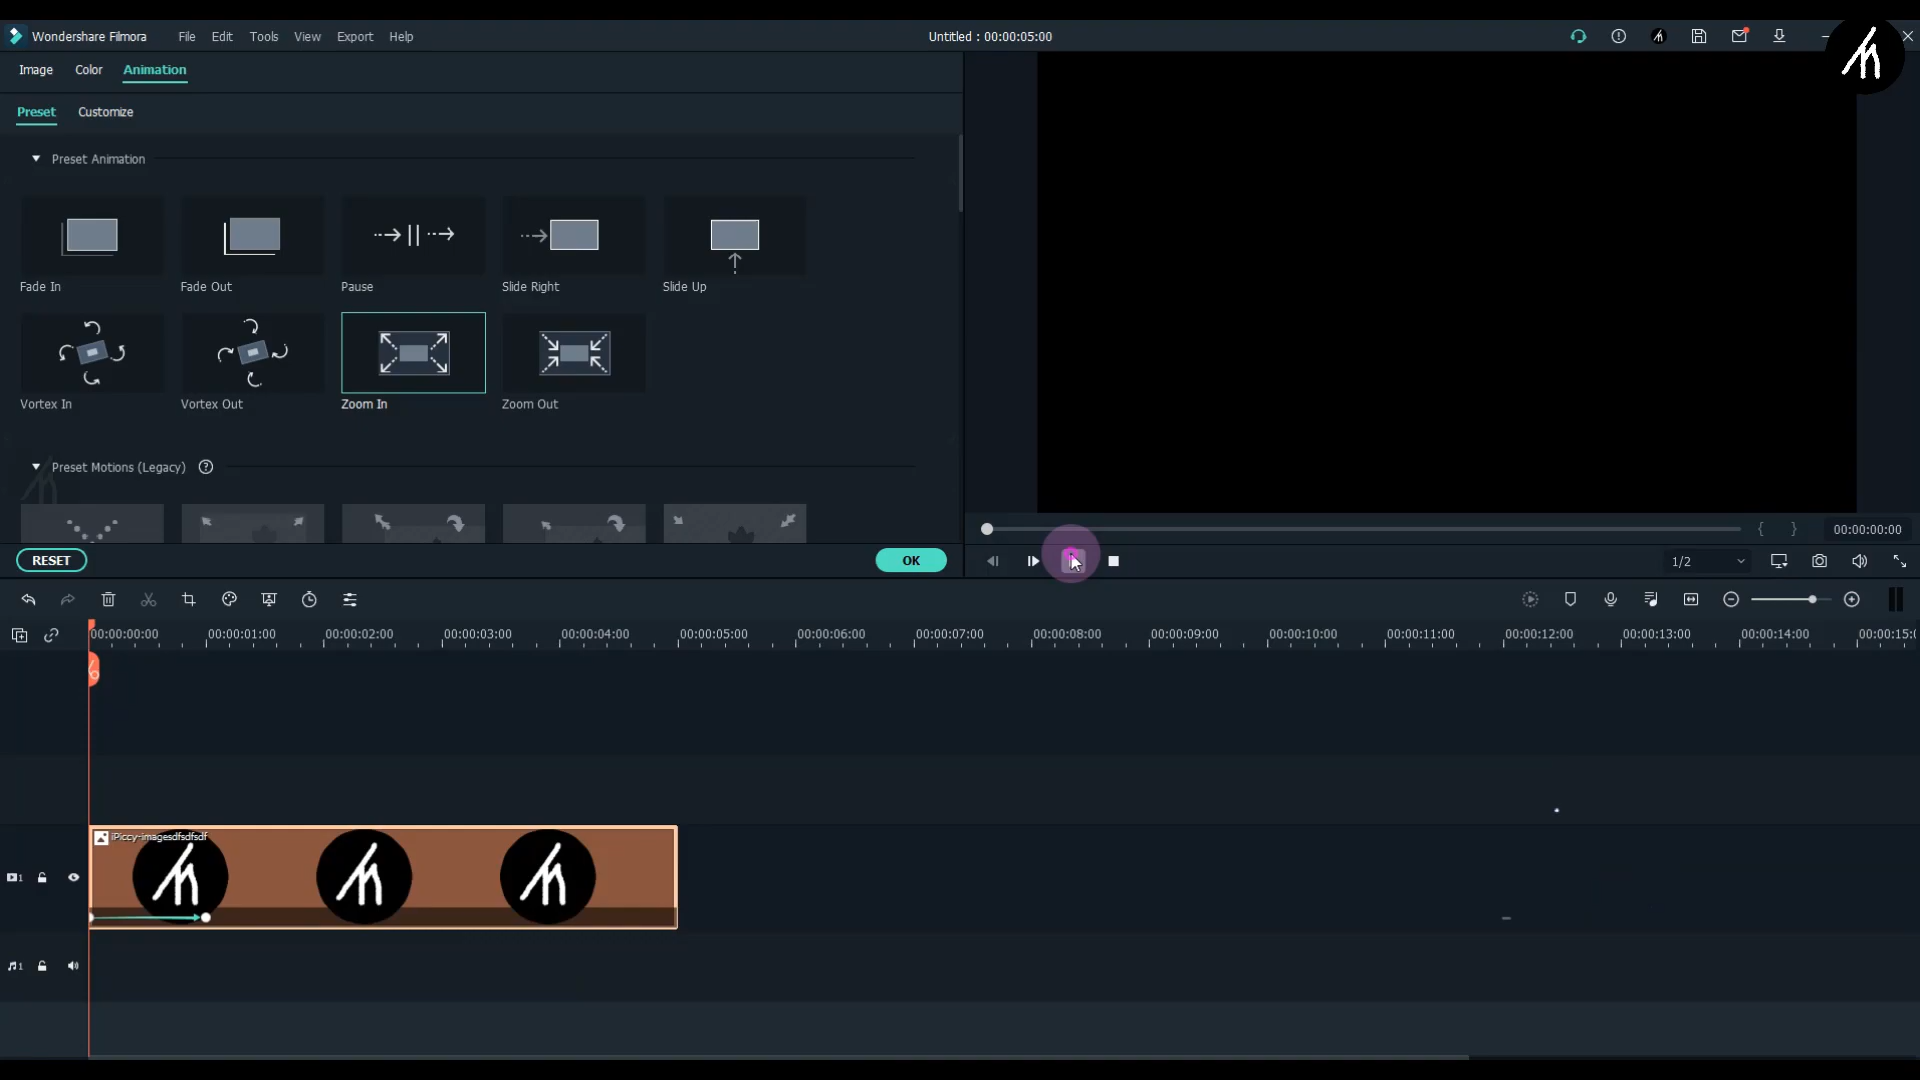 Wondershare Filmora File Edit Tools View Export Help Untitled : 00:00:05:00
Image Color Animation
Preset Customize
Preset Animation
Fade In Fade Out Pause Slide Right Slide Up
Vortex In Vortex Out Zoom In Zoom Out
Preset Motions (Legacy) ?
00:00:00:00
RESET OK 1/2
00:00:00:00 00:00:01:00 00:00:02:00 00:00:03:00 00:00:04:00 00:00:05:00 00:00:06:00 00:00:07:00 00:00:08:00 00:00:09:00 00:00:10:00 00:00:11:00 00:00:12:00 00:00:13:00 00:00:14:00 00:00:15:0
iPiccy-imagesdfsdfsdf
1
1